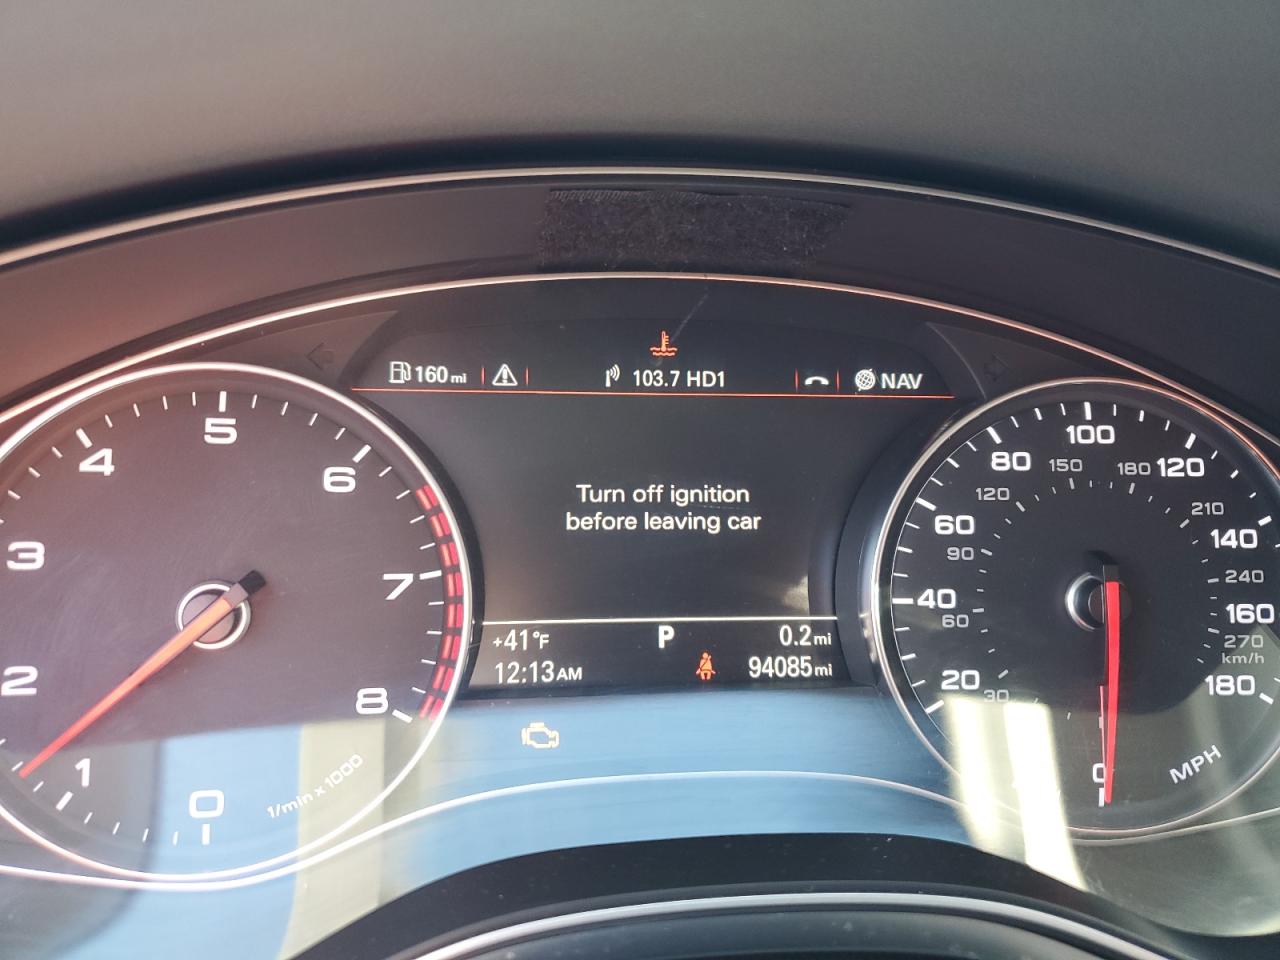 160 mi
103.7 HD1
NAV
Turn off ignition
before leaving car
+41°F
P
0.2 mi
12:13 AM
94085 mi
0
1
2
3
4
5
6
7
8
1/min x 1000
0
20
40
60
80
100
120
140
160
180
30
60
90
120
150
180
210
240
270
km/h
MPH